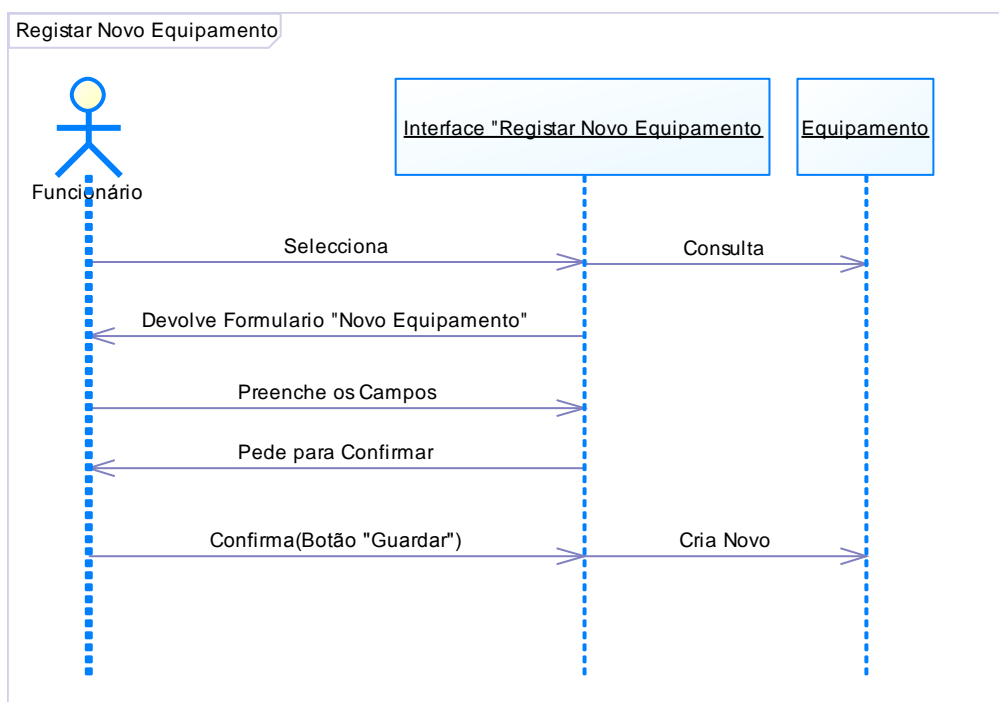 Registar Novo Equipamento
Interface "Registar Novo Equipamento
Equipamento
Funcionário
Selecciona
Consulta
Devolve Formulario "Novo Equipamento"
Preenche os Campos
Pede para Confirmar
Confirma(Botão "Guardar")
Cria Novo